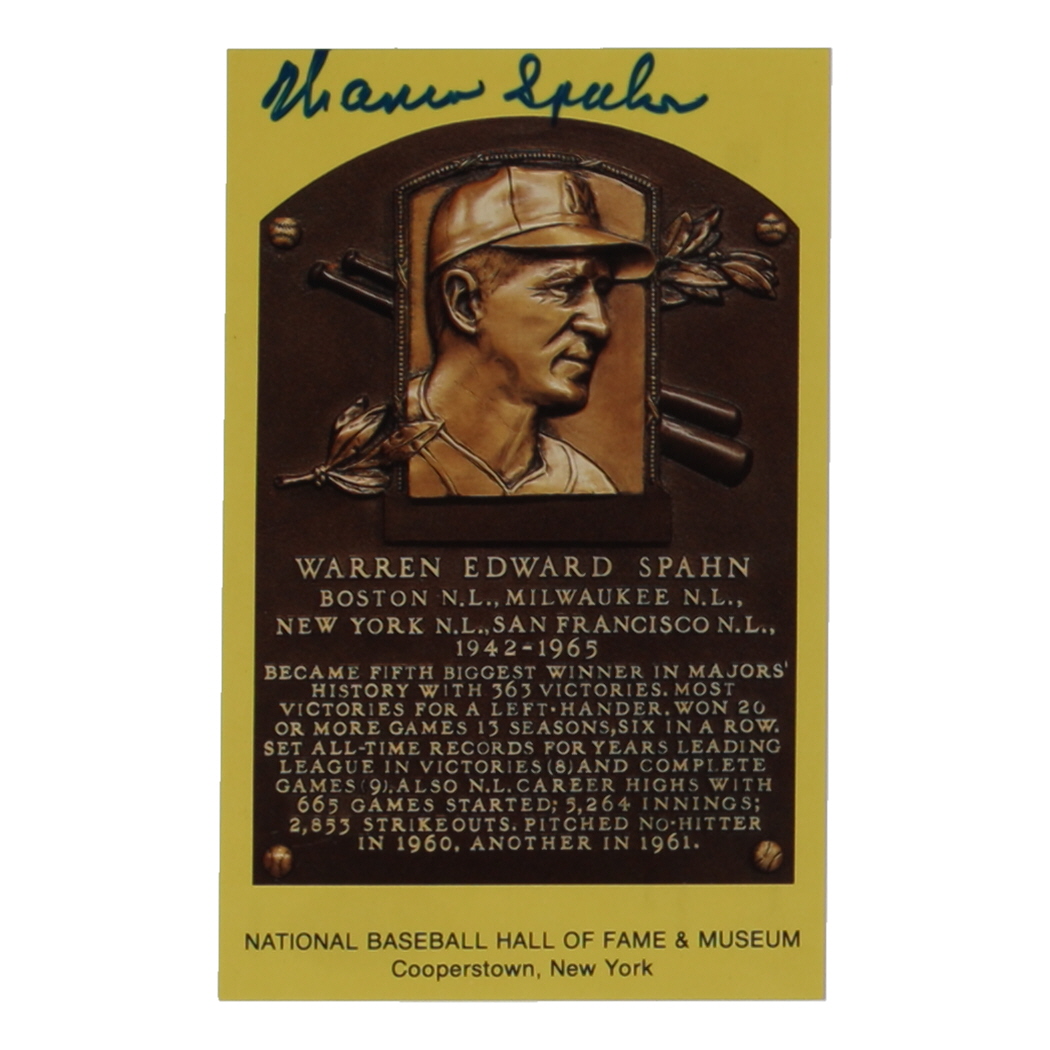 Warren Spahn
WARREN EDWARD SPAHN
BOSTON N.L., MILWAUKEE N.L.,
NEW YORK N.L., SAN FRANCISCO N.L.,
1942-1965
BECAME FIFTH BIGGEST WINNER IN MAJORS'
HISTORY WITH 363 VICTORIES. MOST
VICTORIES FOR A LEFT-HANDER. WON 20
OR MORE GAMES 13 SEASONS, SIX IN A ROW.
SET ALL-TIME RECORDS FOR YEARS LEADING
LEAGUE IN VICTORIES (8) AND COMPLETE
GAMES (9). ALSO N.L. CAREER HIGHS WITH
665 GAMES STARTED; 5,264 INNINGS;
2,853 STRIKEOUTS. PITCHED NO-HITTER
IN 1960, ANOTHER IN 1961.
NATIONAL BASEBALL HALL OF FAME & MUSEUM
Cooperstown, New York